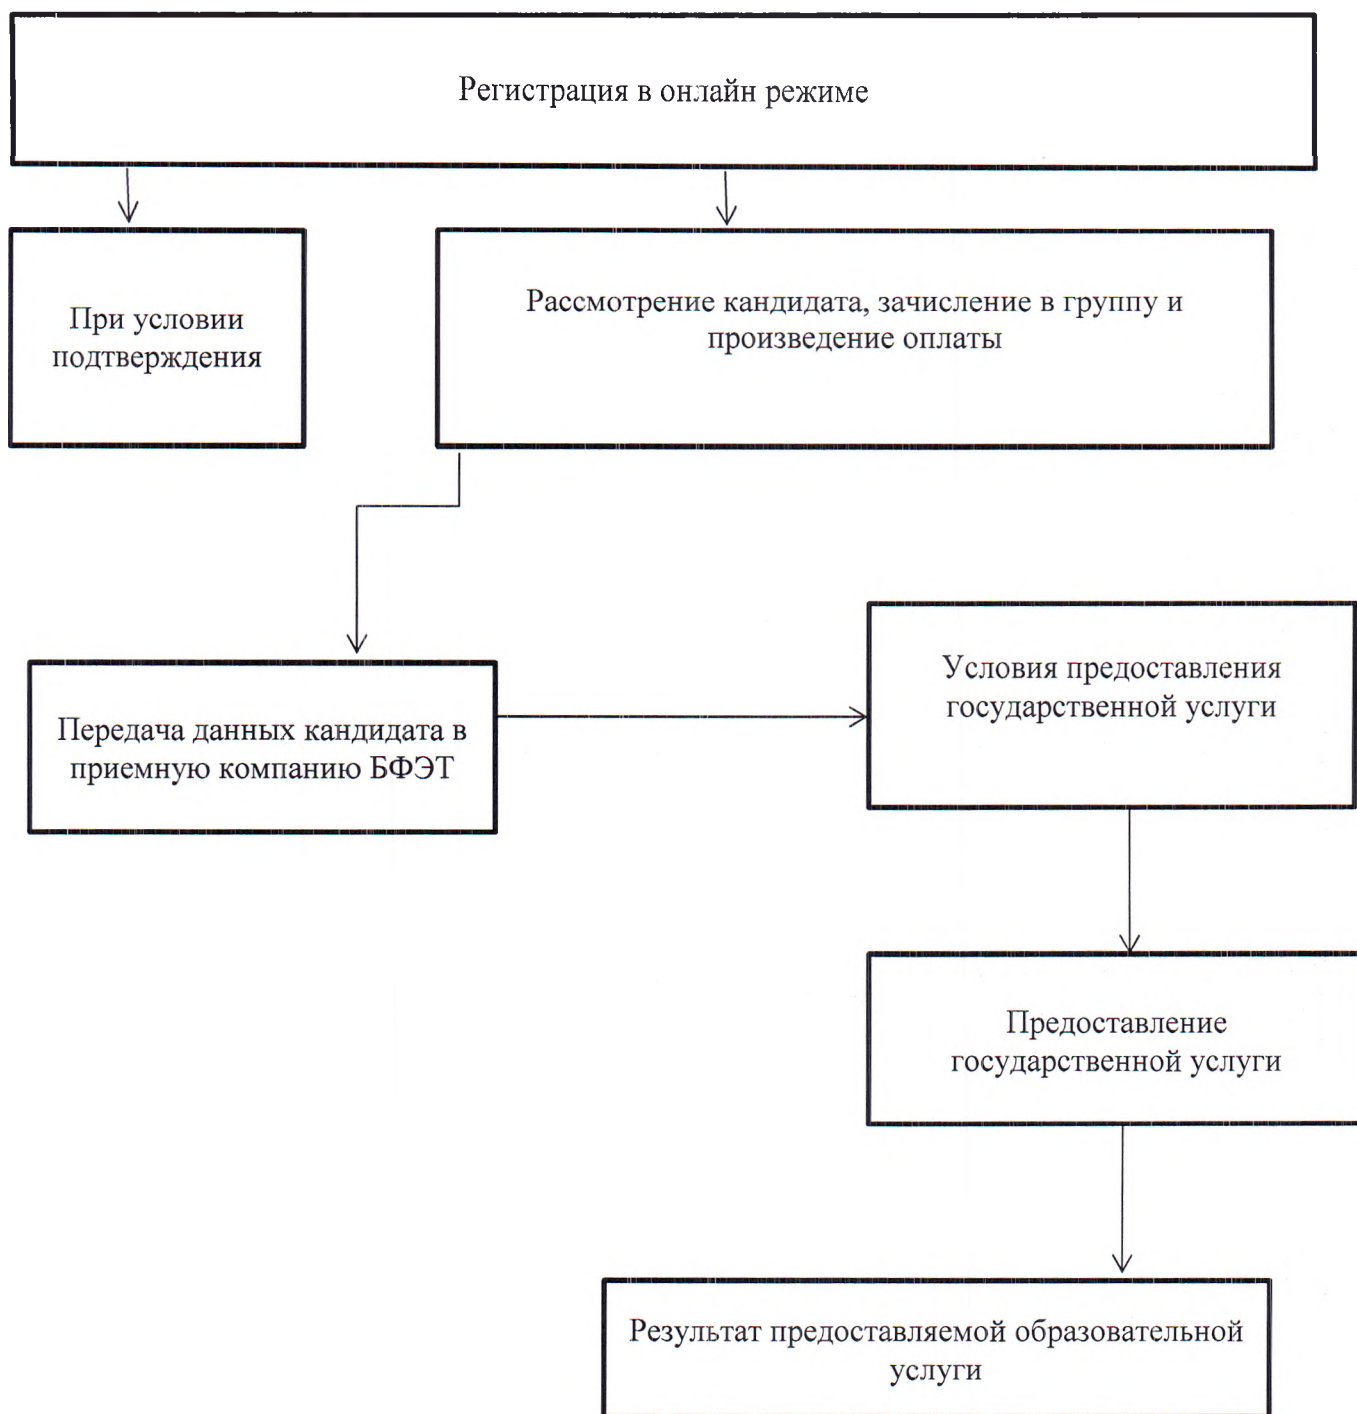 Регистрация в онлайн режиме
При условии
подтверждения
Рассмотрение кандидата, зачисление в группу и
произведение оплаты
Передача данных кандидата в
приемную компанию БФЭТ
Условия предоставления
государственной услуги
Предоставление
государственной услуги
Результат предоставляемой образовательной
услуги